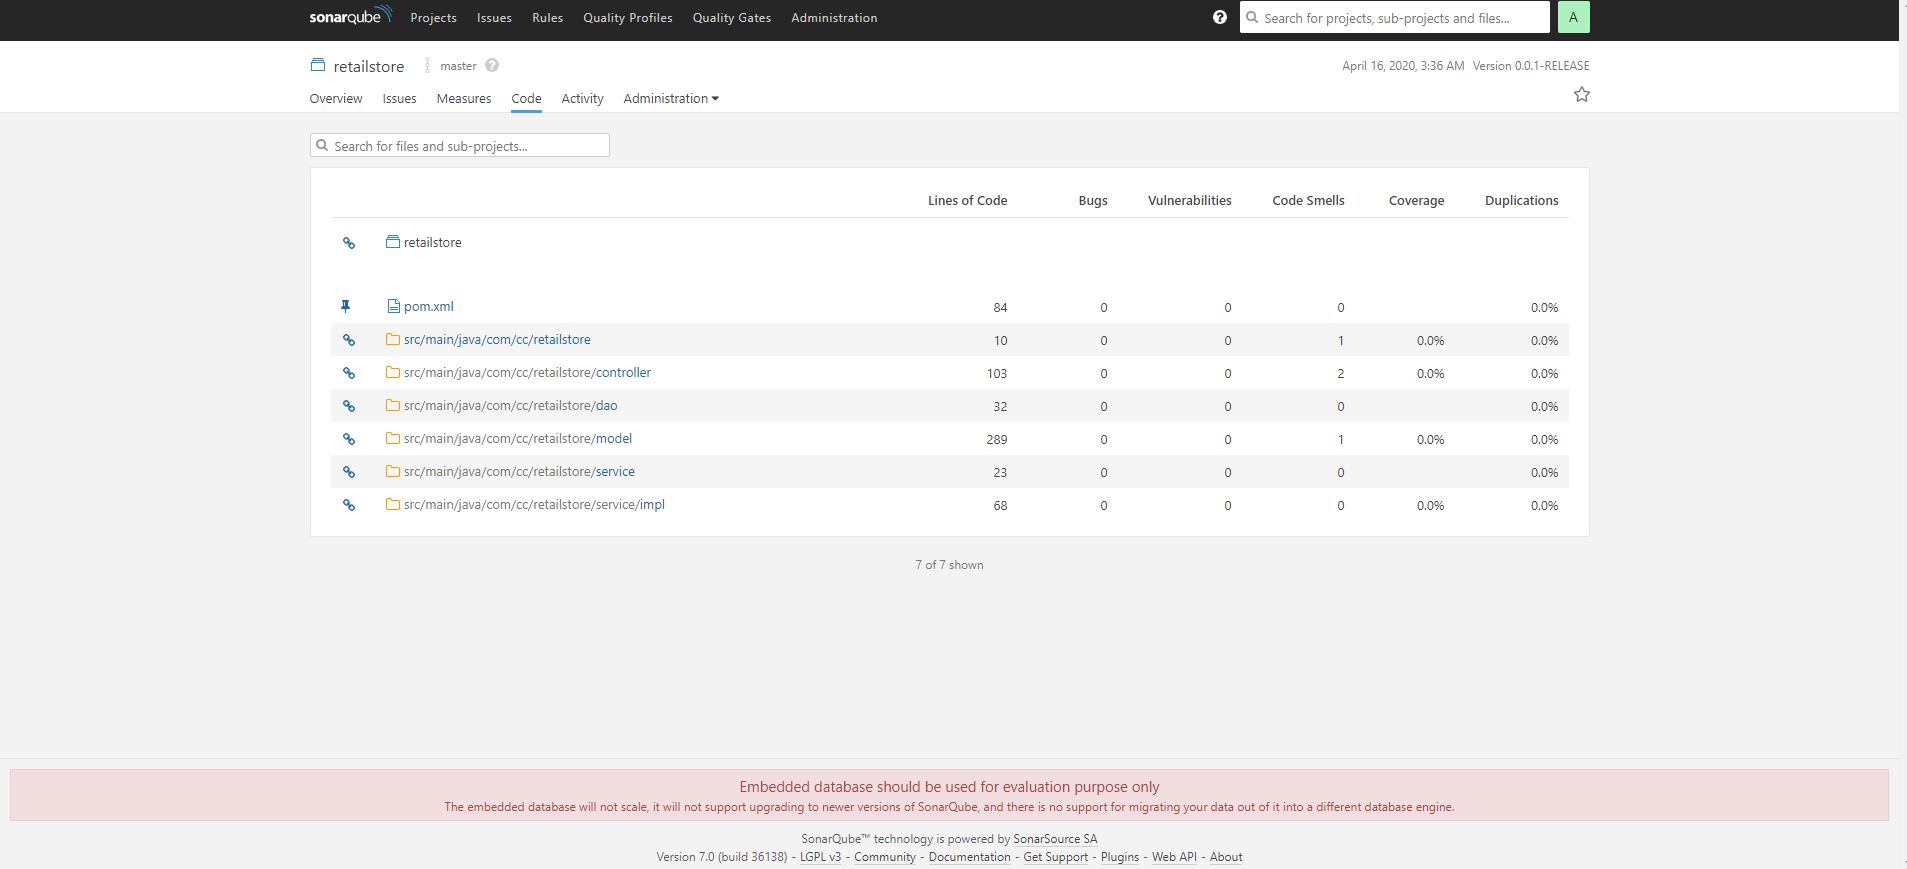 sonarqube Projects Issues Rules Quality Profiles Quality Gates Administration ? Search for projects, sub-projects and files... A
retailstore master ? April 16, 2020, 3:36 AM Version 0.0.1-RELEASE
Overview Issues Measures Code Activity Administration
Search for files and sub-projects...
Lines of Code Bugs Vulnerabilities Code Smells Coverage Duplications
retailstore
pom.xml 84 0 0 0 0.0%
src/main/java/com/cc/retailstore 10 0 0 1 0.0% 0.0%
src/main/java/com/cc/retailstore/controller 103 0 0 2 0.0% 0.0%
src/main/java/com/cc/retailstore/dao 32 0 0 0 0.0%
src/main/java/com/cc/retailstore/model 289 0 0 1 0.0% 0.0%
src/main/java/com/cc/retailstore/service 23 0 0 0 0.0%
src/main/java/com/cc/retailstore/service/impl 68 0 0 0 0.0% 0.0%
7 of 7 shown
Embedded database should be used for evaluation purpose only
The embedded database will not scale, it will not support upgrading to newer versions of SonarQube, and there is no support for migrating your data out of it into a different database engine.
SonarQube™ technology is powered by SonarSource SA
Version 7.0 (build 36138) - LGPL v3 - Community - Documentation - Get Support - Plugins - Web API - About